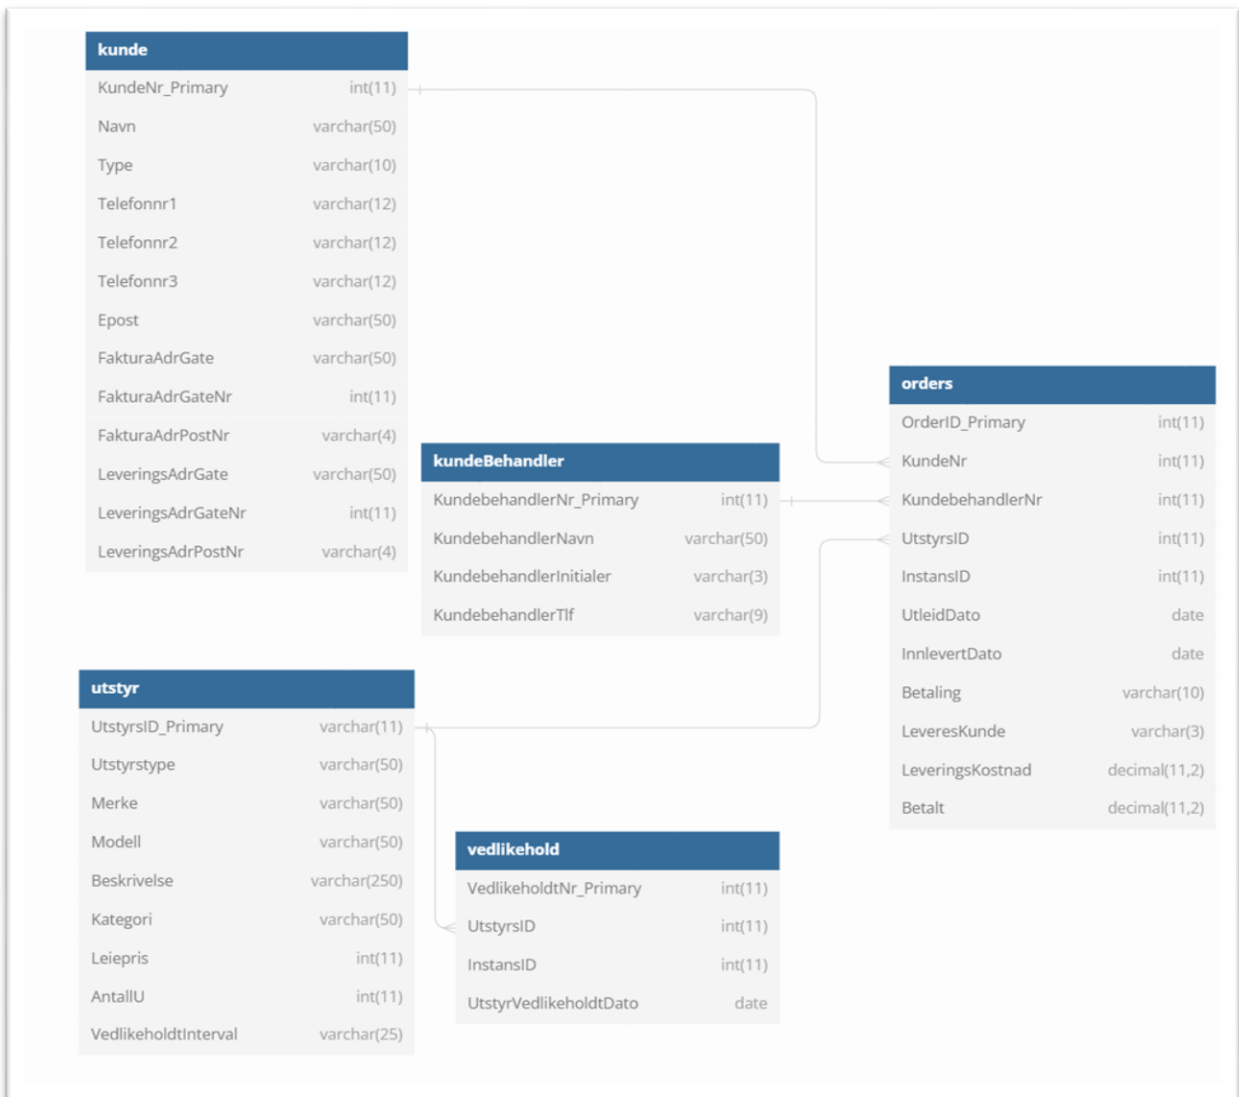 kunde
KundeNr_Primary int(11)
Navn varchar(50)
Type varchar(10)
Telefonnr1 varchar(12)
Telefonnr2 varchar(12)
Telefonnr3 varchar(12)
Epost varchar(50)
FakturaAdrGate varchar(50)
FakturaAdrGateNr int(11)
FakturaAdrPostNr varchar(4)
LeveringsAdrGate varchar(50)
LeveringsAdrGateNr int(11)
LeveringsAdrPostNr varchar(4)
kundeBehandler
KundebehandlerNr_Primary int(11)
KundebehandlerNavn varchar(50)
KundebehandlerInitialer varchar(3)
KundebehandlerTlf varchar(9)
orders
OrderID_Primary int(11)
KundeNr int(11)
KundebehandlerNr int(11)
UtstyrsID int(11)
InstansID int(11)
UtleidDato date
InnlevertDato date
Betaling varchar(10)
LeveresKunde varchar(3)
LeveringsKostnad decimal(11,2)
Betalt decimal(11,2)
utstyr
UtstyrsID_Primary varchar(11)
Utstyrstype varchar(50)
Merke varchar(50)
Modell varchar(50)
Beskrivelse varchar(250)
Kategori varchar(50)
Leiepris int(11)
AntallU int(11)
VedlikeholdtInterval varchar(25)
vedlikehold
VedlikeholdtNr_Primary int(11)
UtstyrsID int(11)
InstansID int(11)
UtstyrVedlikeholdtDato date